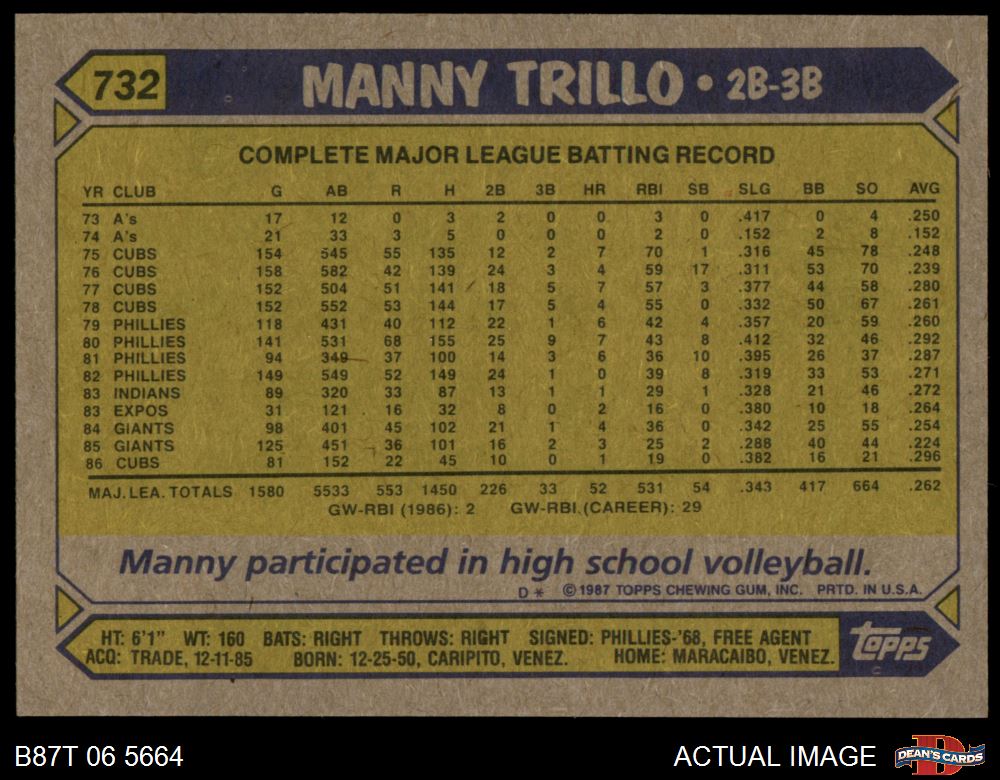 732 MANNY TRILLO • 2B-3B
COMPLETE MAJOR LEAGUE BATTING RECORD
YR CLUB G AB R H 2B 3B HR RBI SB SLG BB SO AVG
73 A's 17 12 0 3 2 0 0 3 0 .417 0 4 .250
74 A's 21 33 3 5 0 0 0 2 0 .152 2 8 .152
75 CUBS 154 545 55 135 12 2 7 70 1 .316 45 78 .248
76 CUBS 158 582 42 139 24 3 4 59 17 .311 53 70 .239
77 CUBS 152 504 51 141 18 5 7 57 3 .377 44 58 .280
78 CUBS 152 552 53 144 17 5 4 55 0 .332 50 67 .261
79 PHILLIES 118 431 40 112 22 1 6 42 4 .357 20 59 .260
80 PHILLIES 141 531 68 155 25 9 7 43 8 .412 32 46 .292
81 PHILLIES 94 349 37 100 14 3 6 36 10 .395 26 37 .287
82 PHILLIES 149 549 52 149 24 1 0 39 8 .319 33 53 .271
83 INDIANS 89 320 33 87 13 1 1 29 1 .328 21 46 .272
83 EXPOS 31 121 16 32 8 0 2 16 0 .380 10 18 .264
84 GIANTS 98 401 45 102 21 1 4 36 0 .342 25 55 .254
85 GIANTS 125 451 36 101 16 2 3 25 2 .288 40 44 .224
86 CUBS 81 152 22 45 10 0 1 19 0 .382 16 21 .296
MAJ. LEA. TOTALS 1580 5533 553 1450 226 33 52 531 54 .343 417 664 .262
GW-RBI (1986): 2 GW-RBI (CAREER): 29
Manny participated in high school volleyball.
D * ©1987 TOPPS CHEWING GUM, INC. PRTD. IN U.S.A.
HT: 6'1" WT: 160 BATS: RIGHT THROWS: RIGHT SIGNED: PHILLIES-'68, FREE AGENT
ACQ: TRADE, 12-11-85 BORN: 12-25-50, CARIPITO, VENEZ. HOME: MARACAIBO, VENEZ.
topps
B87T 06 5664 ACTUAL IMAGE D DEAN'S CARDS